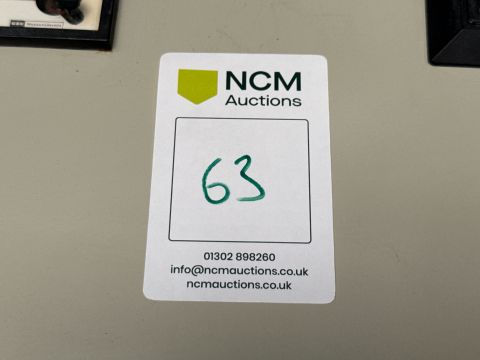 NCM
Auctions
63
01302 898260
info@ncmauctions.co.uk
ncmauctions.co.uk